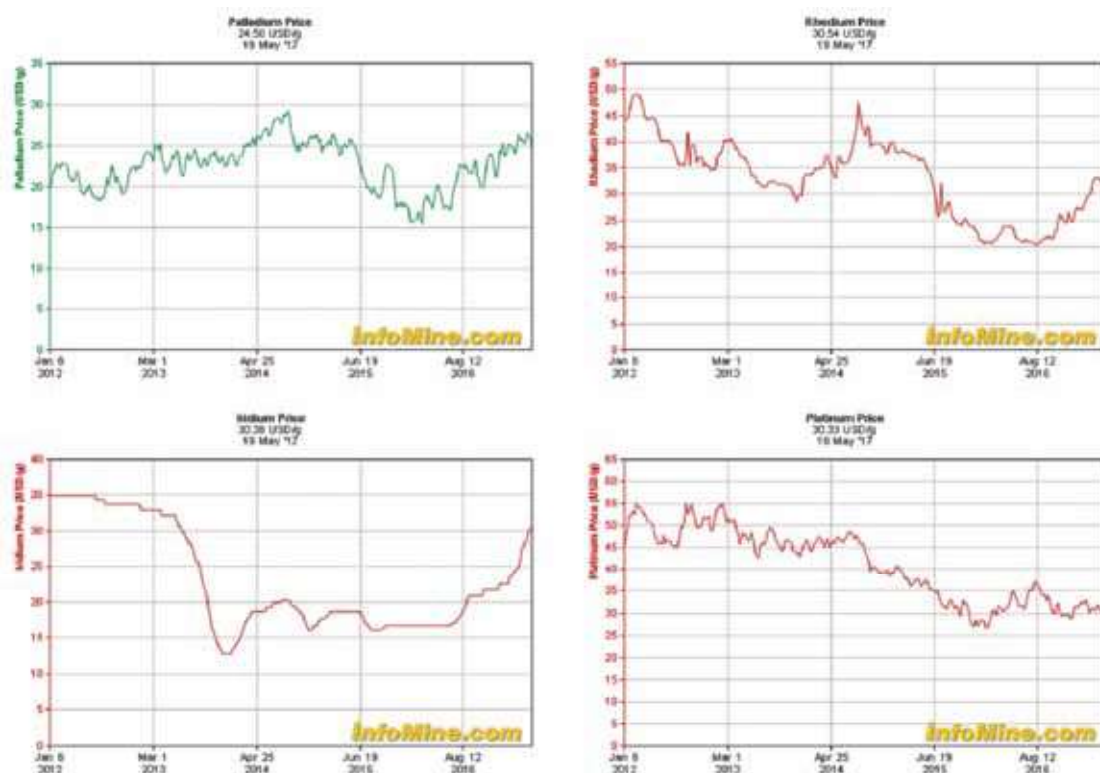 Palladium Price
24.50 USD/g
19 May '17
Palladium Price (USD/g)
35
30
25
20
15
10
5
0
InfoMine.com
Jan 6 Mar 1 Apr 25 Jun 19 Aug 12
2012 2013 2014 2015 2016
Rhodium Price
30.54 USD/g
19 May '17
Rhodium Price (USD/g)
55
50
45
40
35
30
25
20
15
10
5
0
InfoMine.com
Jan 6 Mar 1 Apr 25 Jun 19 Aug 12
2012 2013 2014 2015 2016
Iridium Price
USD/g
19 May '17
Iridium Price (USD/g)
40
35
30
25
20
15
10
5
0
InfoMine.com
Jan 6 Mar 1 Apr 25 Jun 19 Aug 12
2012 2013 2014 2015 2016
Platinum Price
30.33 USD/g
May '17
Platinum Price (USD/g)
65
60
55
50
45
40
35
30
25
20
15
10
5
0
InfoMine.com
Jan 6 Mar 1 Apr 25 Jun 19 Aug 12
2012 2013 2014 2015 2016